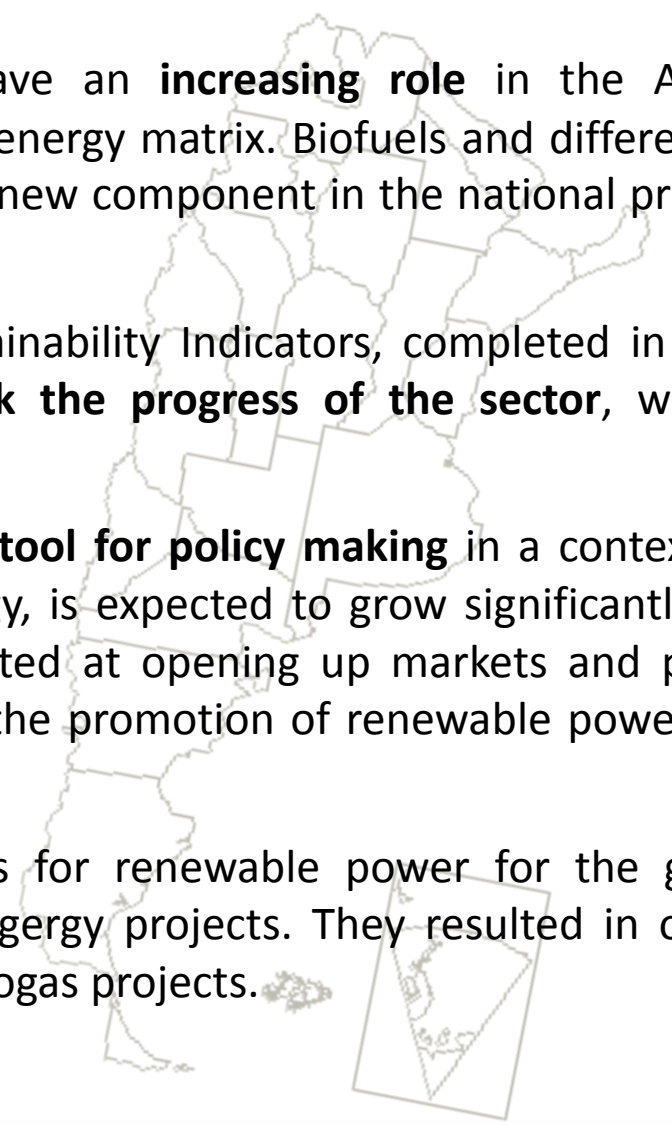 ave an increasing role in the A
energy matrix. Biofuels and differe
new component in the national pr
inability Indicators, completed in
k the progress of the sector, w
tool for policy making in a contex
gy, is expected to grow significantl
ted at opening up markets and p
the promotion of renewable powe
s for renewable power for the g
gergy projects. They resulted in o
ogas projects.